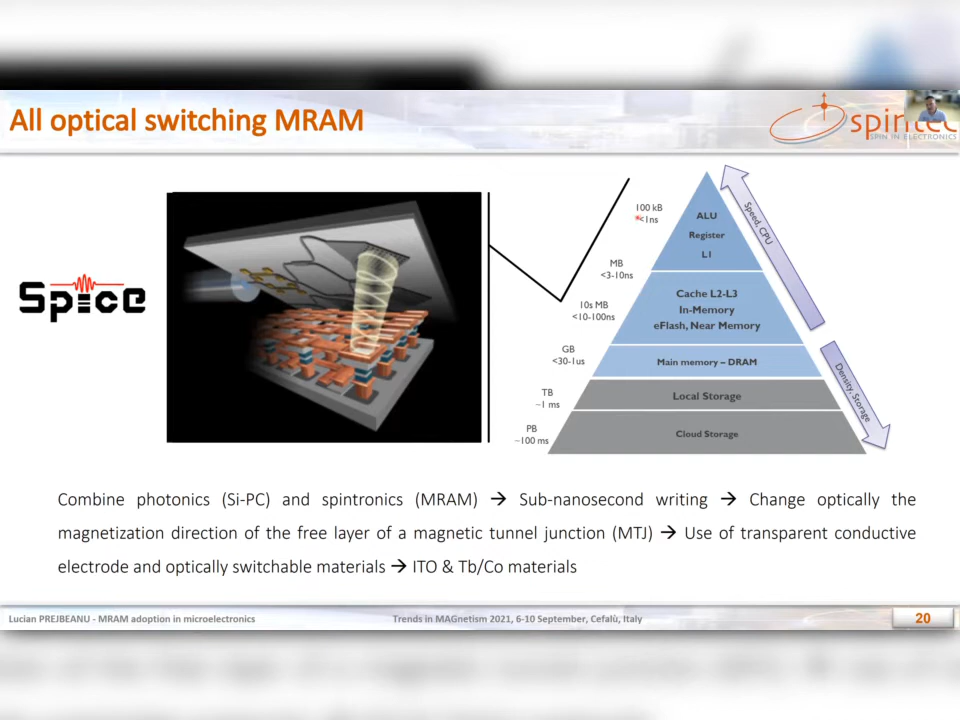 All optical switching MRAM
SPIN IN ELECTRONICS
Spice
100 kB
<1ns
MB
<3-10ns
10s MB
<10-100ns
GB
<30-1us
TB
~1 ms
PB
~100 ms
ALU
Register
L1
Cache L2-L3
In-Memory
eFlash, Near Memory
Main memory – DRAM
Local Storage
Cloud Storage
Speed, CPU
Density, Storage
Combine photonics (Si-PC) and spintronics (MRAM) → Sub-nanosecond writing → Change optically the
magnetization direction of the free layer of a magnetic tunnel junction (MTJ) → Use of transparent conductive
electrode and optically switchable materials → ITO & Tb/Co materials
Lucian PREJBEANU - MRAM adoption in microelectronics
Trends in MAGnetism 2021, 6-10 September, Cefalù, Italy
20